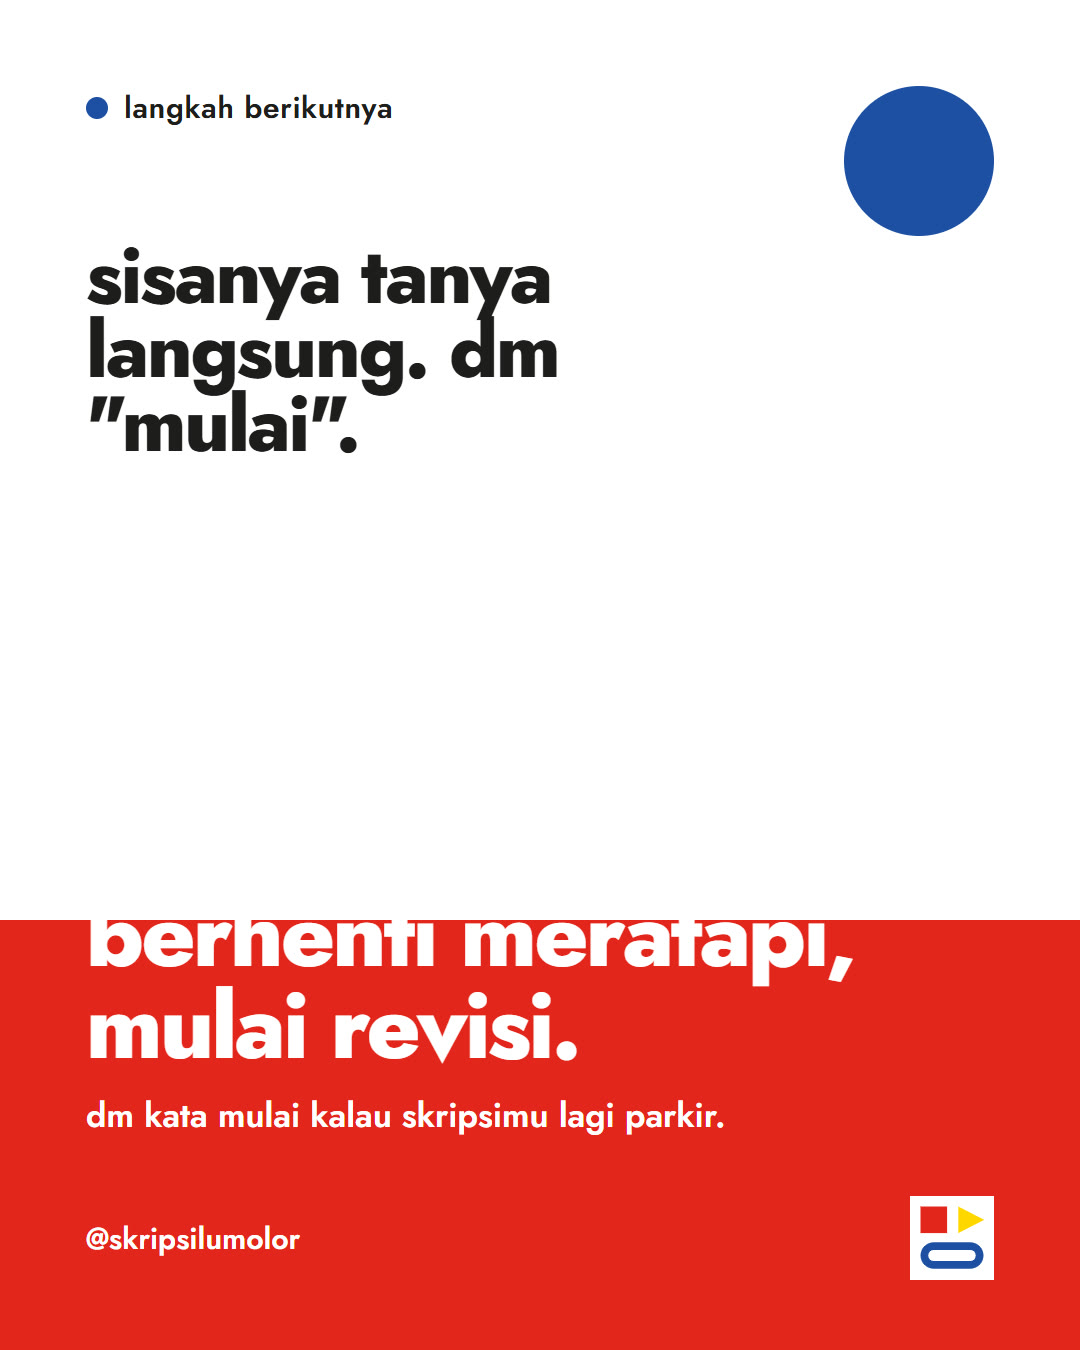 langkah berikutnya
sisanya tanya
langsung. dm
"mulai".
berhenti meratapi,
mulai revisi.
dm kata mulai kalau skripsimu lagi parkir.
@skripsilumolor